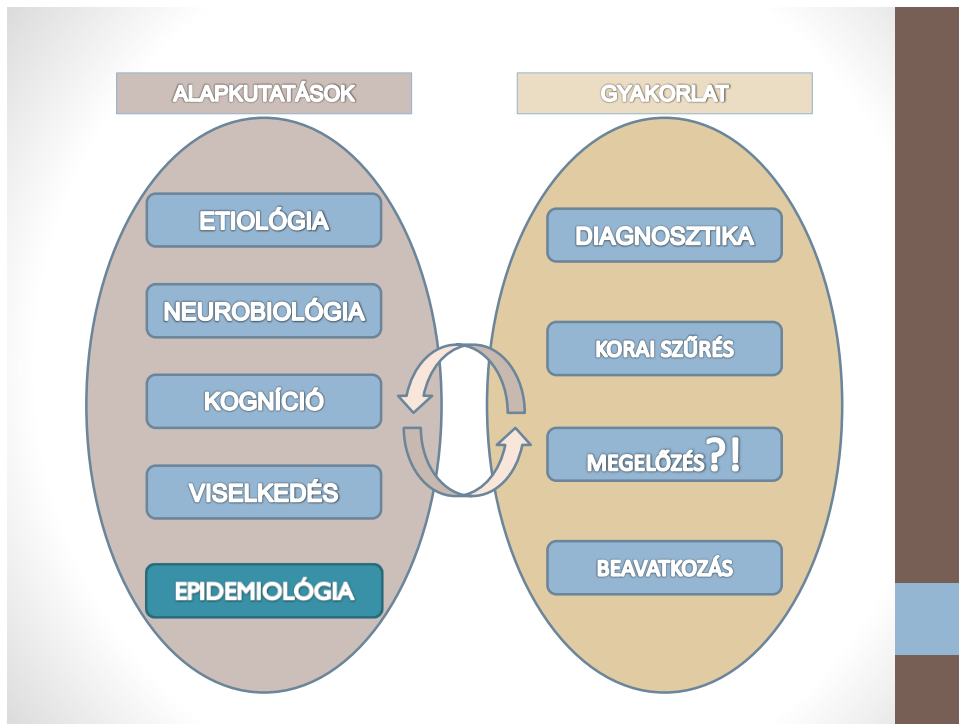 ALAPKUTATÁSOK
ETIOLÓGIA
NEUROBIOLÓGIA
KOGNÍCIÓ
VISELKEDÉS
EPIDEMIOLÓGIA
GYAKORLAT
DIAGNOSZTIKA
KORAI SZŰRÉS
MEGELŐZÉS?!
BEAVATKOZÁS